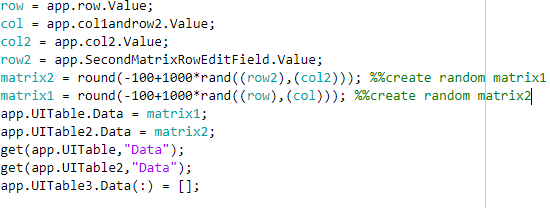 row = app.row.Value;
col = app.col1androw2.Value;
col2 = app.col2.Value;
row2 = app.SecondMatrixRowEditField.Value;
matrix2 = round(-100+1000*rand((row2),(col2))); %%create random matrix1
matrix1 = round(-100+1000*rand((row),(col))); %%create random matrix2
app.UITable.Data = matrix1;
app.UITable2.Data = matrix2;
get(app.UITable,"Data");
get(app.UITable2,"Data");
app.UITable3.Data(:) = [];